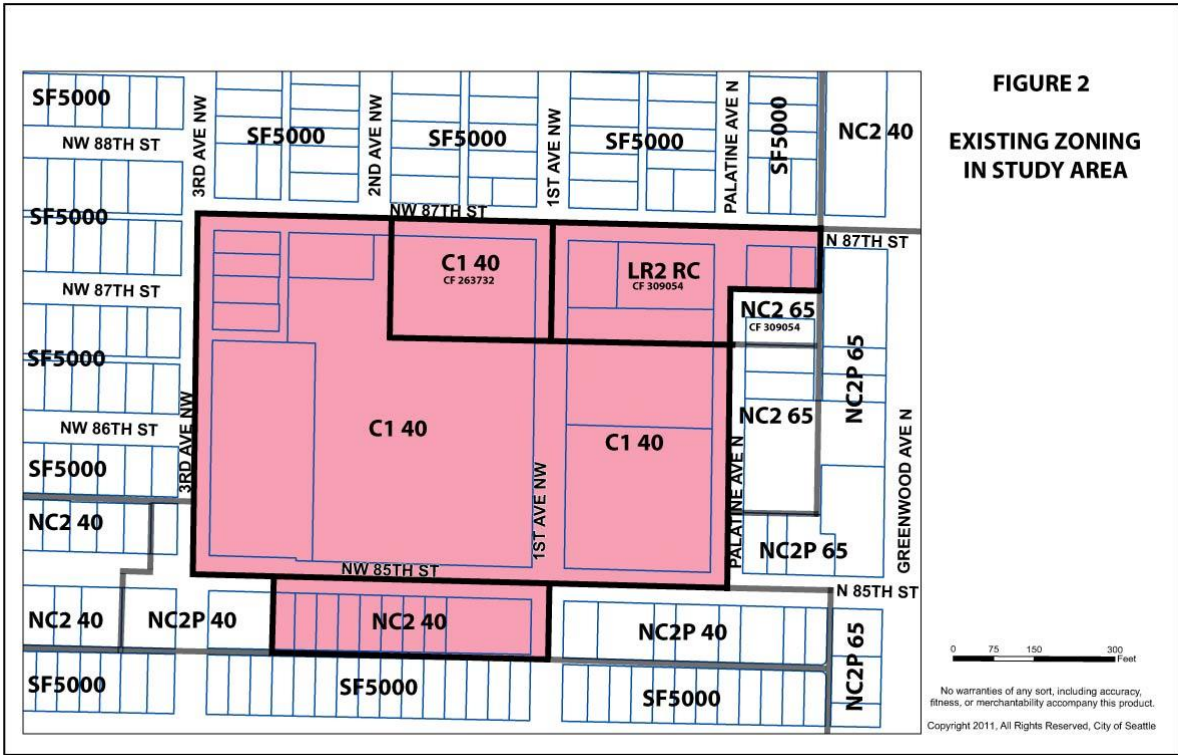 FIGURE 2
EXISTING ZONING
IN STUDY AREA
SF5000
NW 88TH ST
3RD AVE NW
SF5000
2ND AVE NW
SF5000
1ST AVE NW
SF5000
PALATINE AVE N
SF5000
NC2 40
SF5000
NW 87TH ST
N 87TH ST
C1 40
CF 263732
LR2 RC
CF 309054
NW 87TH ST
NC2 65
CF 309054
SF5000
NC2P 65
3RD AVE NW
C1 40
C1 40
NC2 65
NW 86TH ST
SF5000
1ST AVE NW
PALATINE AVE N
GREENWOOD AVE N
NC2 40
NC2P 65
NW 85TH ST
N 85TH ST
NC2 40
NC2P 40
NC2 40
NC2P 40
NC2P 65
SF5000
SF5000
SF5000
0 75 150 300
Feet
No warranties of any sort, including accuracy,
fitness, or merchantability accompany this product.
Copyright 2011, All Rights Reserved, City of Seattle